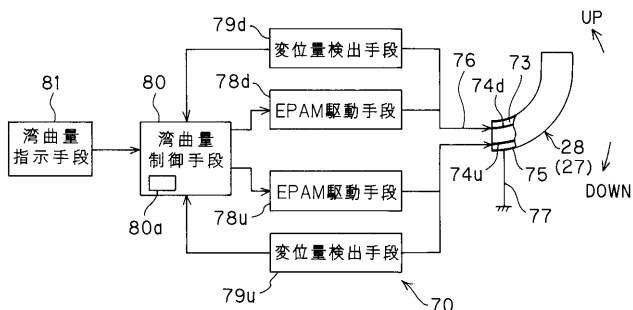 79d
変位量検出手段
UP
78d
76
74d
73
81
80
EPAM駆動手段
湾曲量
指示手段
湾曲量
制御手段
80a
28
(27)
74u
75
DOWN
EPAM駆動手段
77
78u
変位量検出手段
79u
70